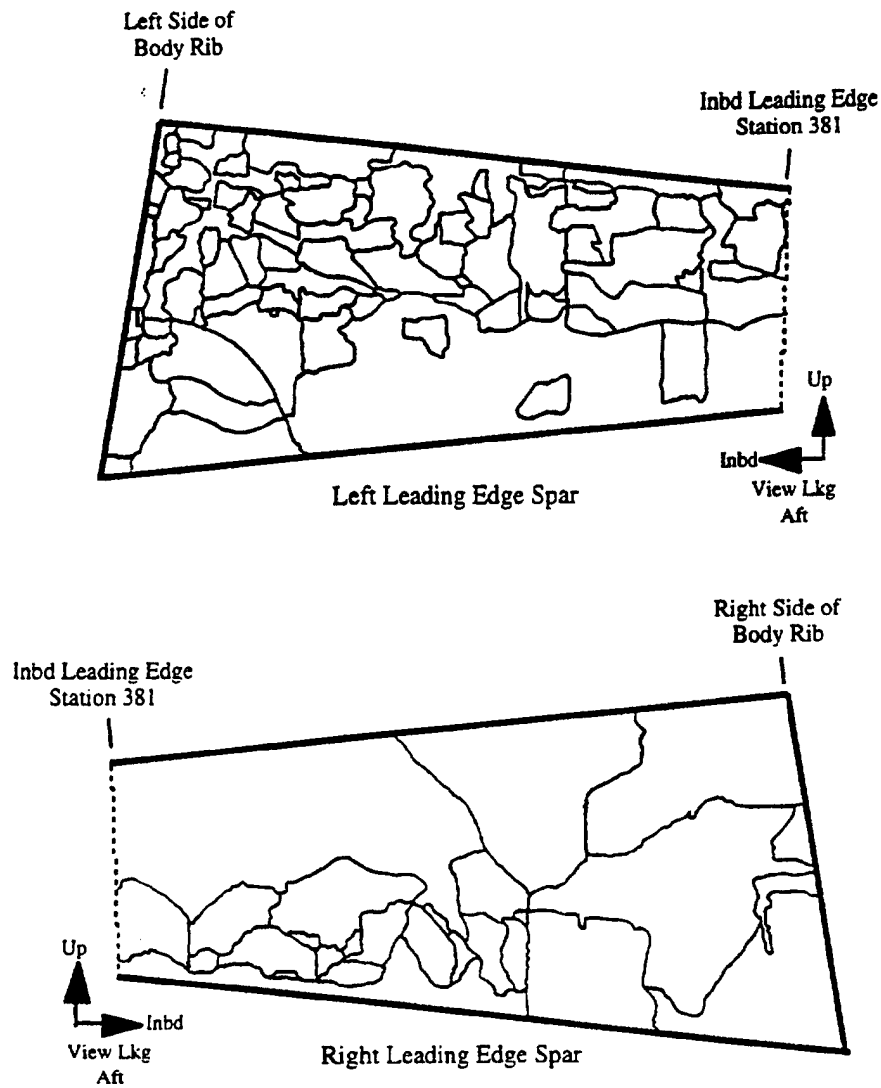 Left Side of
Body Rib
Inbd Leading Edge
Station 381
Up
Inbd
View Lkg
Aft
Left Leading Edge Spar
Right Side of
Body Rib
Inbd Leading Edge
Station 381
Up
Inbd
View Lkg
Aft
Right Leading Edge Spar